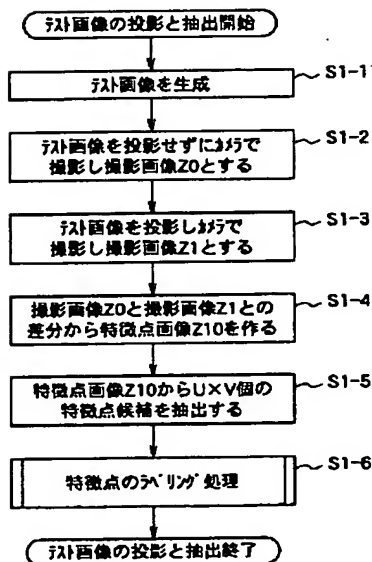 テスト画像の投影と抽出開始
テスト画像を生成
S1-1
テスト画像を投影せずにカメラで
撮影し撮影画像Z0とする
S1-2
テスト画像を投影しカメラで
撮影し撮影画像Z1とする
S1-3
撮影画像Z0と撮影画像Z1との
差分から特徴点画像Z10を作る
S1-4
特徴点画像Z10からU×V個の
特徴点候補を抽出する
S1-5
特徴点のラベリング処理
S1-6
テスト画像の投影と抽出終了